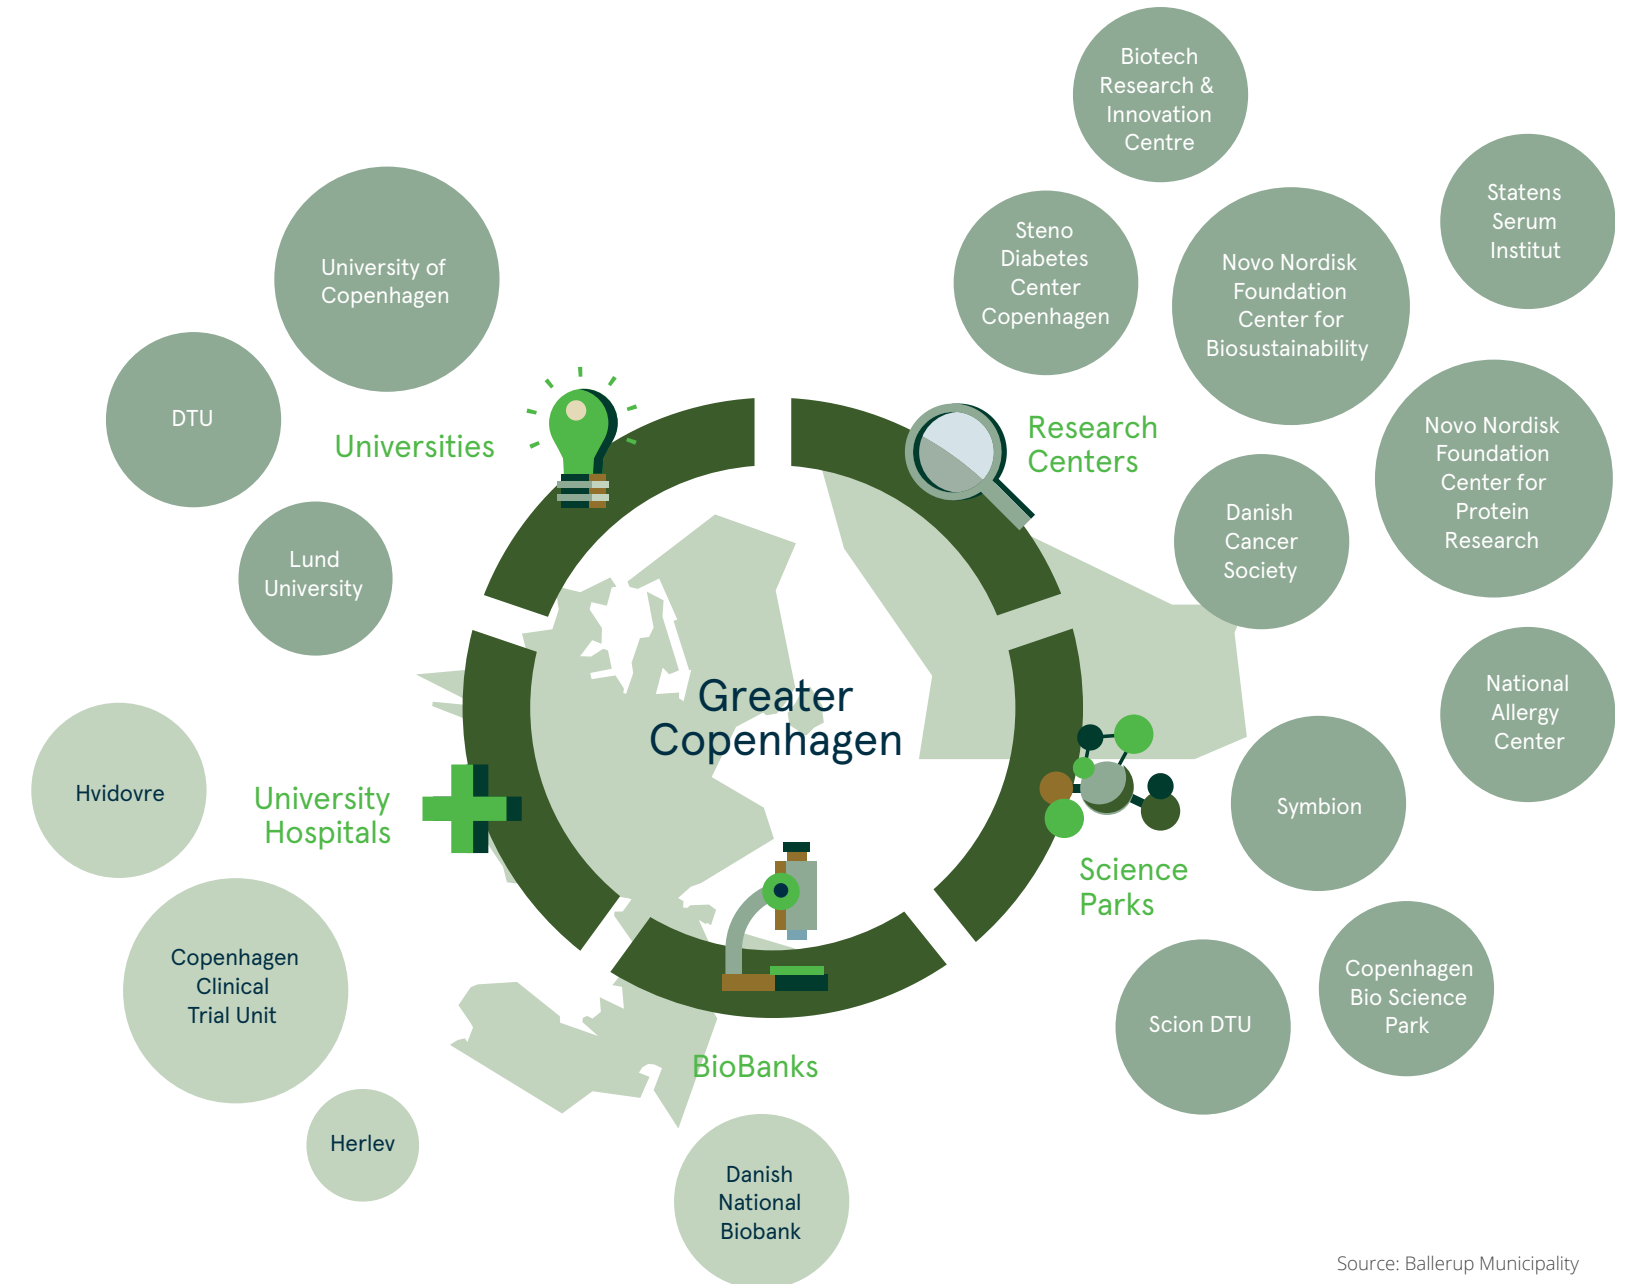 Biotech
Research &
Innovation
Centre
Statens
Serum
Institut
Steno
Diabetes
Center
Copenhagen
Novo Nordisk
Foundation
Center for
Biosustainability
University of
Copenhagen
DTU
Universities
Research
Centers
Novo Nordisk
Foundation
Center for
Protein
Research
Danish
Cancer
Society
Lund
University
National
Allergy
Center
Greater
Copenhagen
Hvidovre
University
Hospitals
Symbion
Science
Parks
Copenhagen
Clinical
Trial Unit
Copenhagen
Bio Science
Park
Scion DTU
BioBanks
Herlev
Danish
National
Biobank
Source: Ballerup Municipality